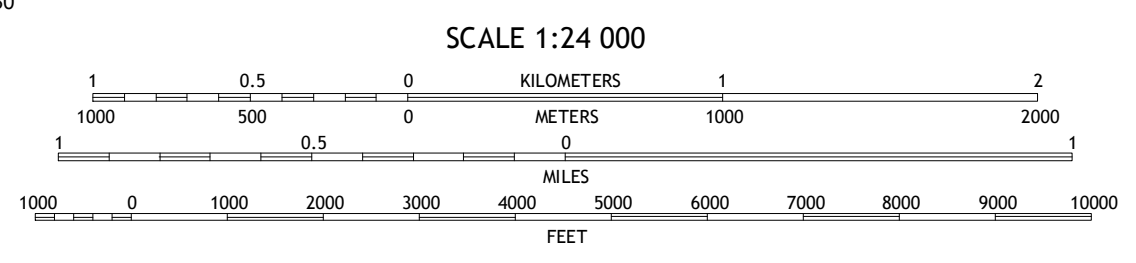 SCALE 1:24 000
1 0.5 0 KILOMETERS 1 2
1000 500 0 METERS 1000 2000
1 0.5 0 1
MILES
1000 0 1000 2000 3000 4000 5000 6000 7000 8000 9000 10000
FEET